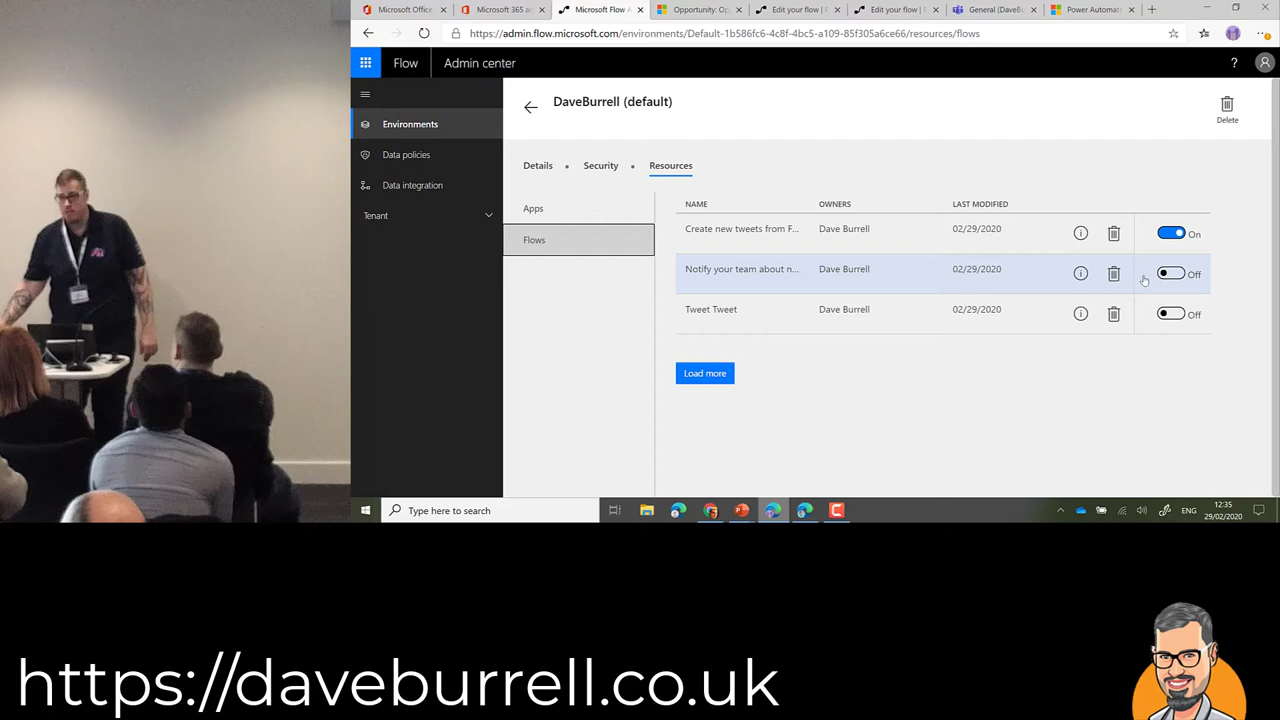 Microsoft Office
Microsoft 365 ad
Microsoft Flow A
Opportunity: Op
Edit your flow | P
Edit your flow | P
General (DaveBu
Power Automate
https://admin.flow.microsoft.com/environments/Default-1b586fc6-4c8f-4bc5-a109-85f305a6ce66/resources/flows
Flow
Admin center
?
Environments
Data policies
Data integration
Tenant
DaveBurrell (default)
Delete
Details • Security • Resources
Apps
Flows
NAME OWNERS LAST MODIFIED
Create new tweets from F... Dave Burrell 02/29/2020 On
Notify your team about n... Dave Burrell 02/29/2020 Off
Tweet Tweet Dave Burrell 02/29/2020 Off
Load more
Type here to search
ENG
12:35
29/02/2020
https://daveburrell.co.uk